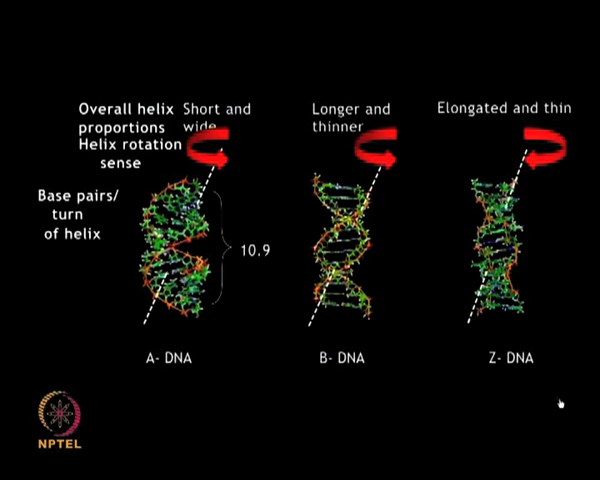 Overall helix Short and
proportions wide
Longer and
thinner
Elongated and thin
Helix rotation
sense
Base pairs/
turn
of helix
10.9
A- DNA
B- DNA
Z- DNA
NPTEL